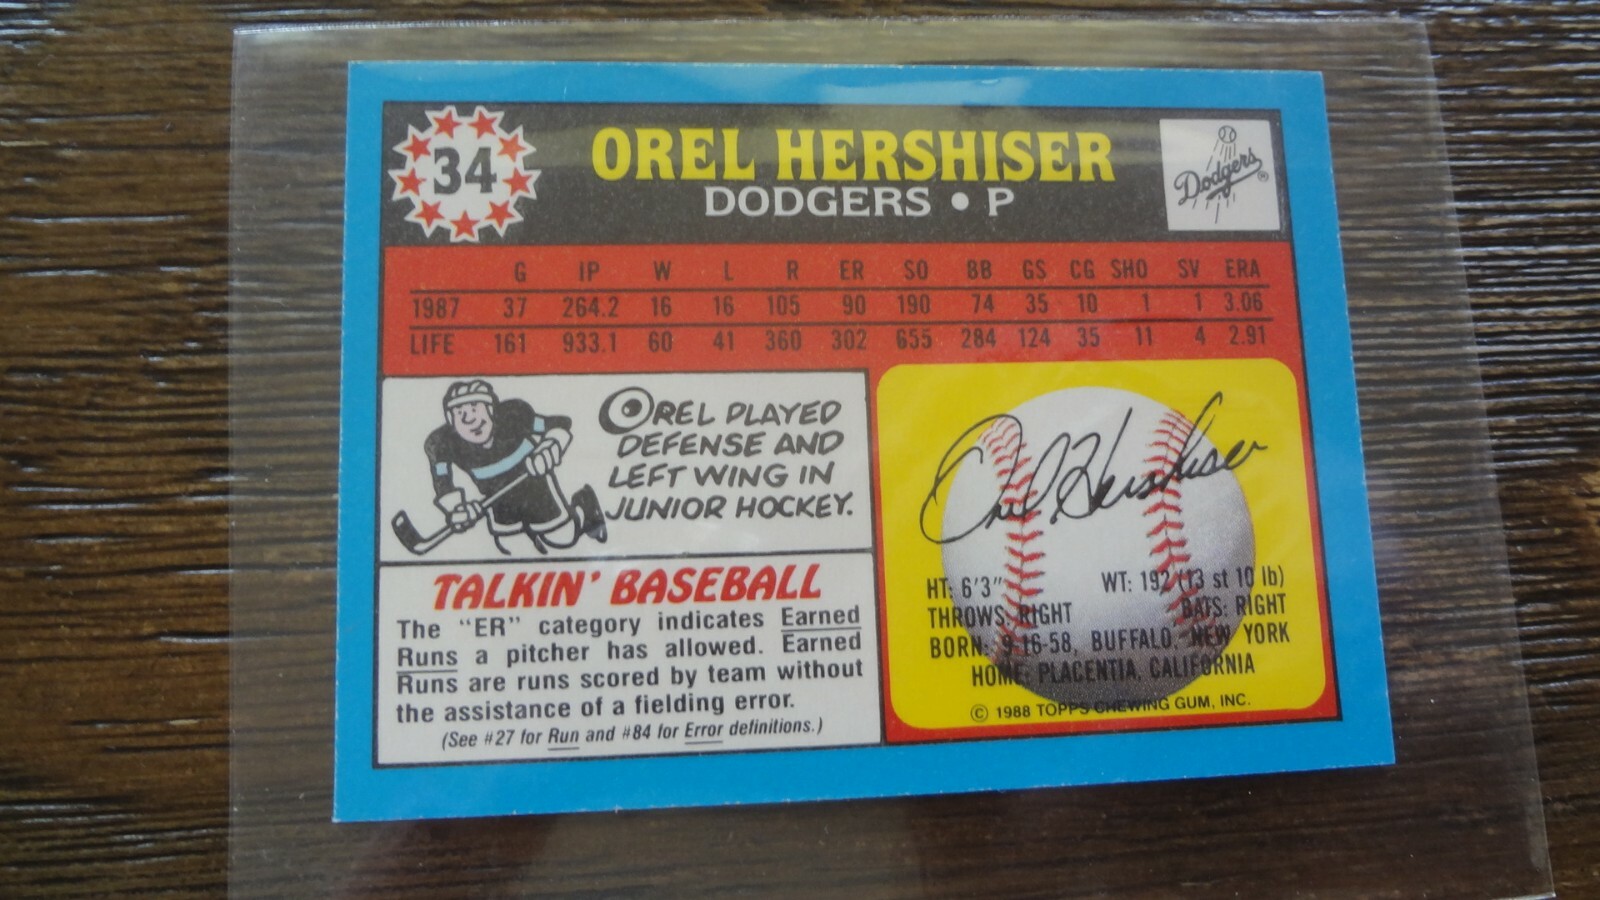 34
OREL HERSHISER
DODGERS • P
Dodgers ®
G IP W L R ER SO BB GS CG SHO SV ERA
1987 37 264.2 16 16 105 90 190 74 35 10 1 1 3.06
LIFE 161 933.1 60 41 360 302 655 284 124 35 11 4 2.91
OREL PLAYED
DEFENSE AND
LEFT WING IN
JUNIOR HOCKEY.
TALKIN' BASEBALL
The "ER" category indicates Earned
Runs a pitcher has allowed. Earned
Runs are runs scored by team without
the assistance of a fielding error.
(See #27 for Run and #84 for Error definitions.)
Orel Hershiser
HT: 6'3" WT: 192 (13 st 10 lb)
THROWS: RIGHT BATS: RIGHT
BORN: 9-16-58, BUFFALO, NEW YORK
HOME: PLACENTIA, CALIFORNIA
© 1988 TOPPS CHEWING GUM, INC.